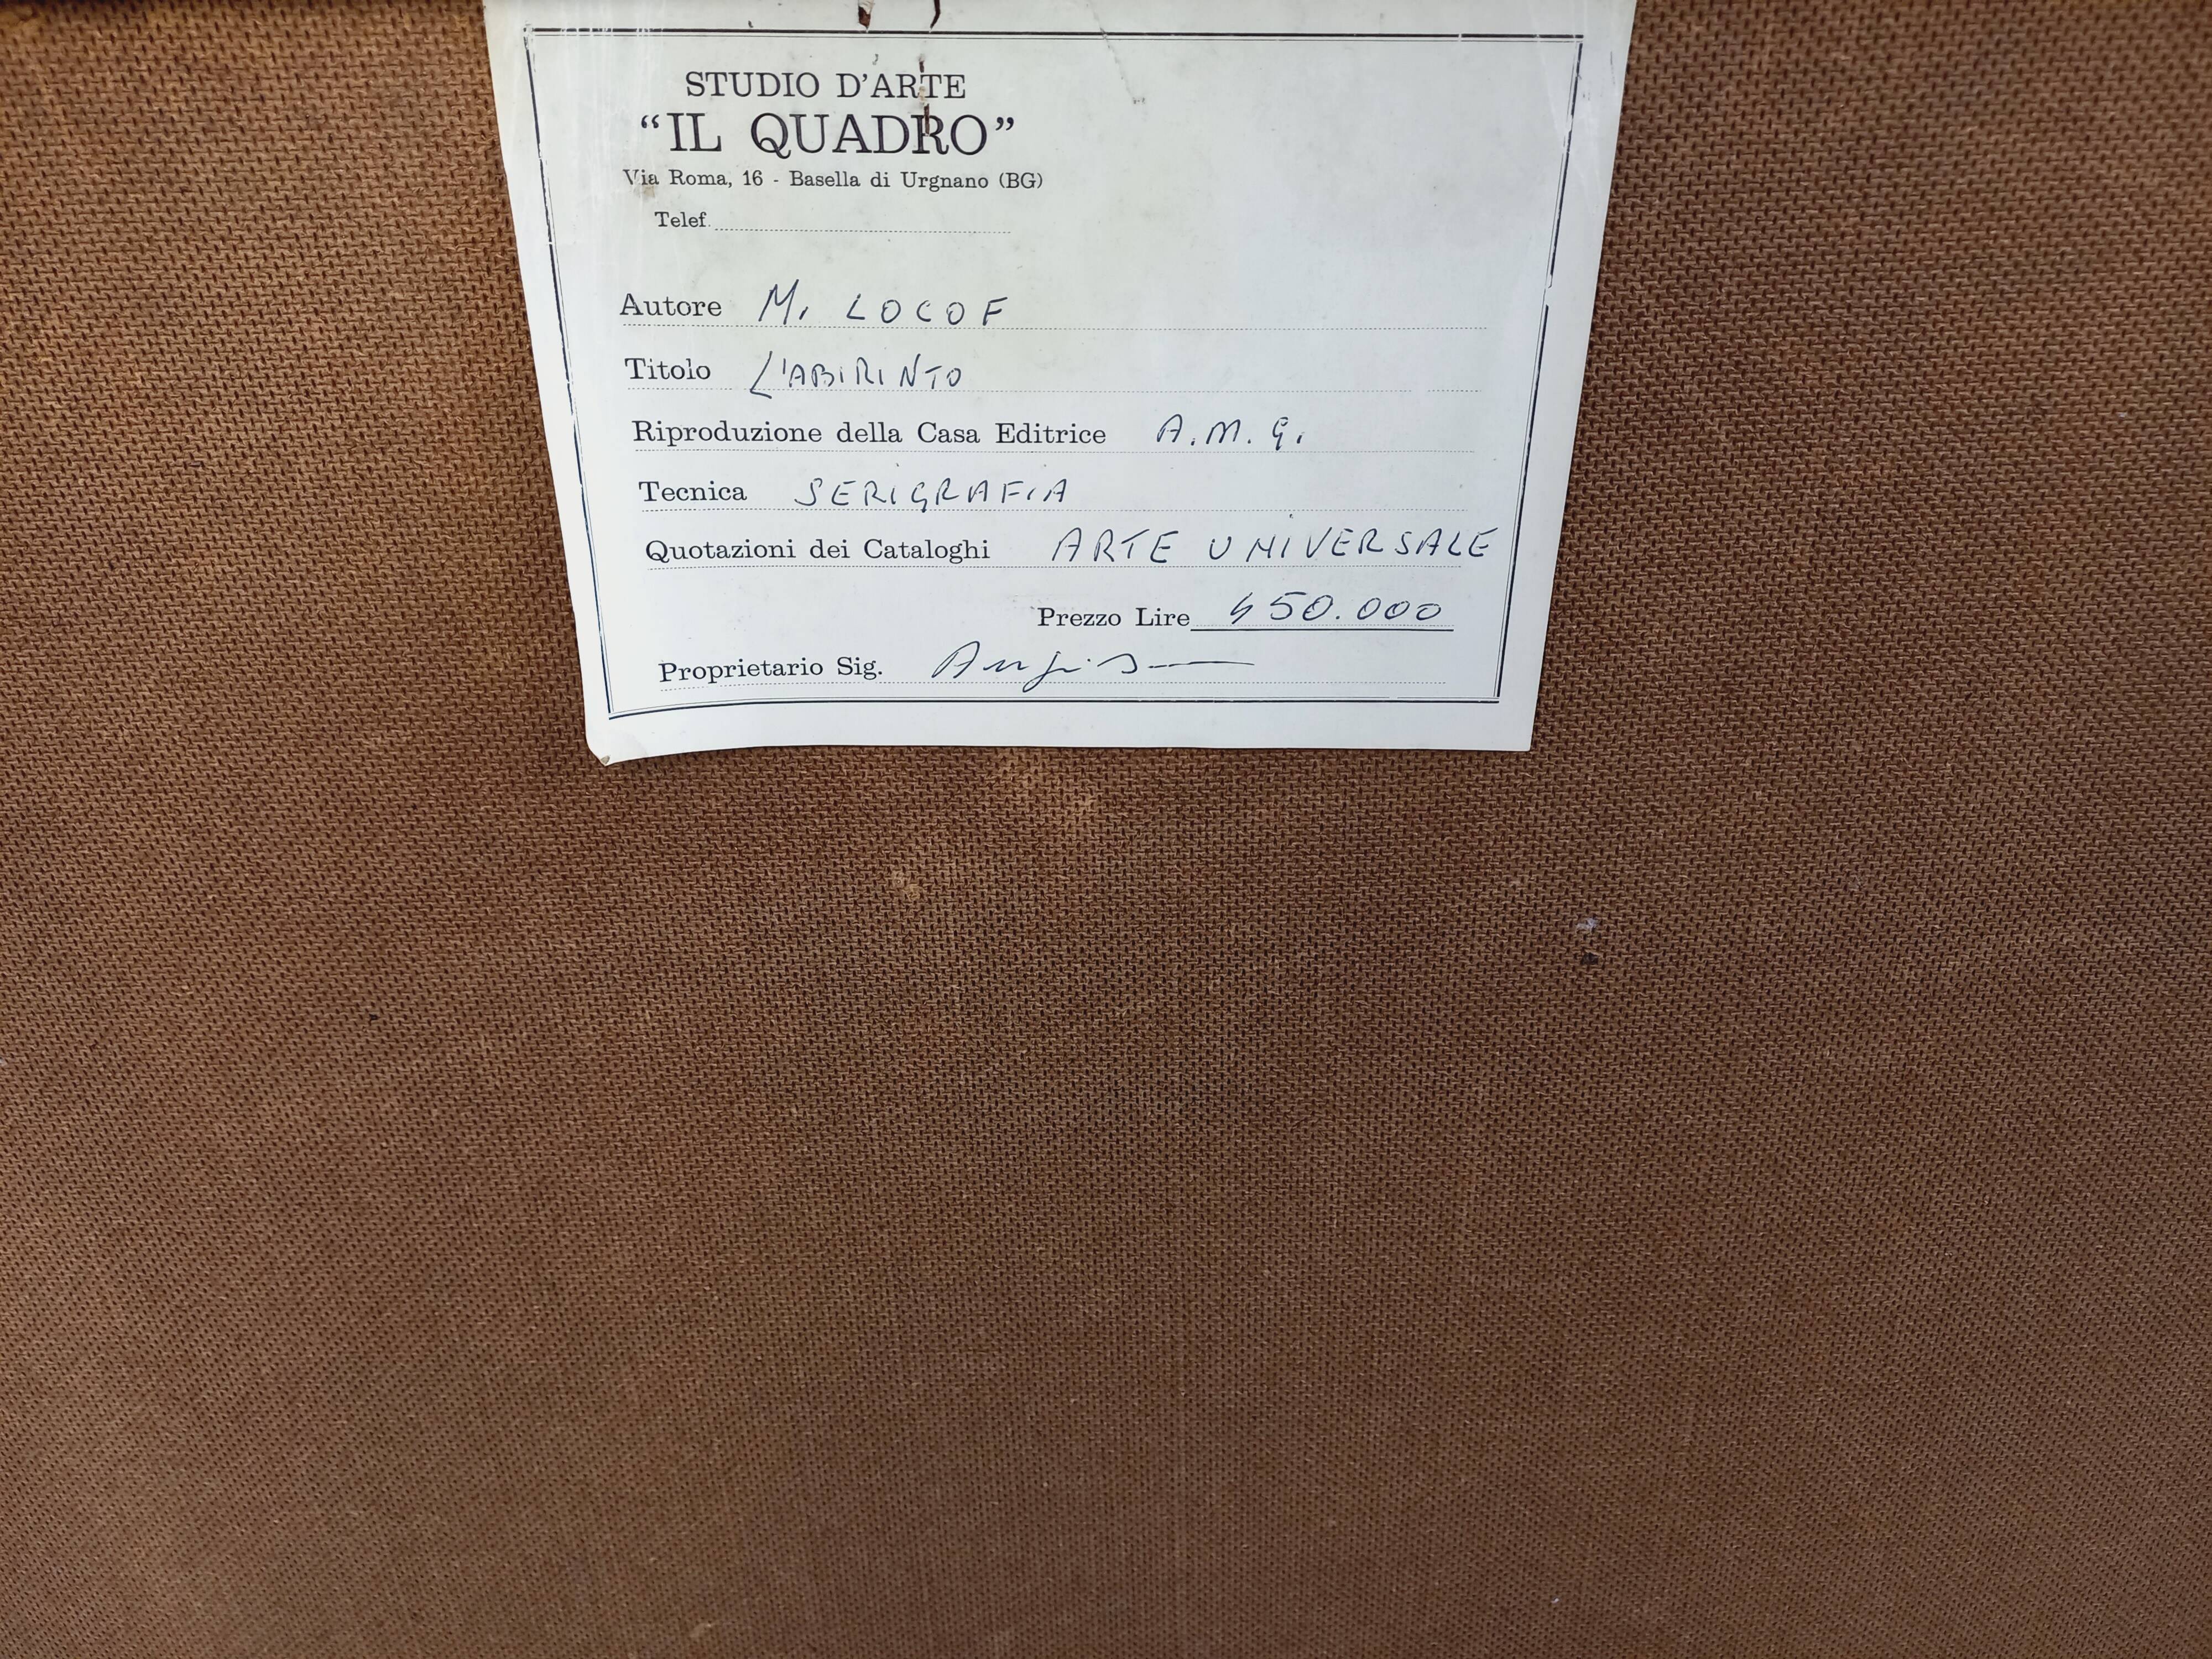 STUDIO D'ARTE
"IL QUADRO"
Via Roma, 16 - Basella di Urgnano (BG)
Telef.
Autore M. LOCOF
Titolo L'ABIRINTO
Riproduzione della Casa Editrice A.M.G.
Tecnica SERIGRAFIA
Quotazioni dei Cataloghi ARTE UNIVERSALE
Prezzo Lire 450.000
Proprietario Sig.